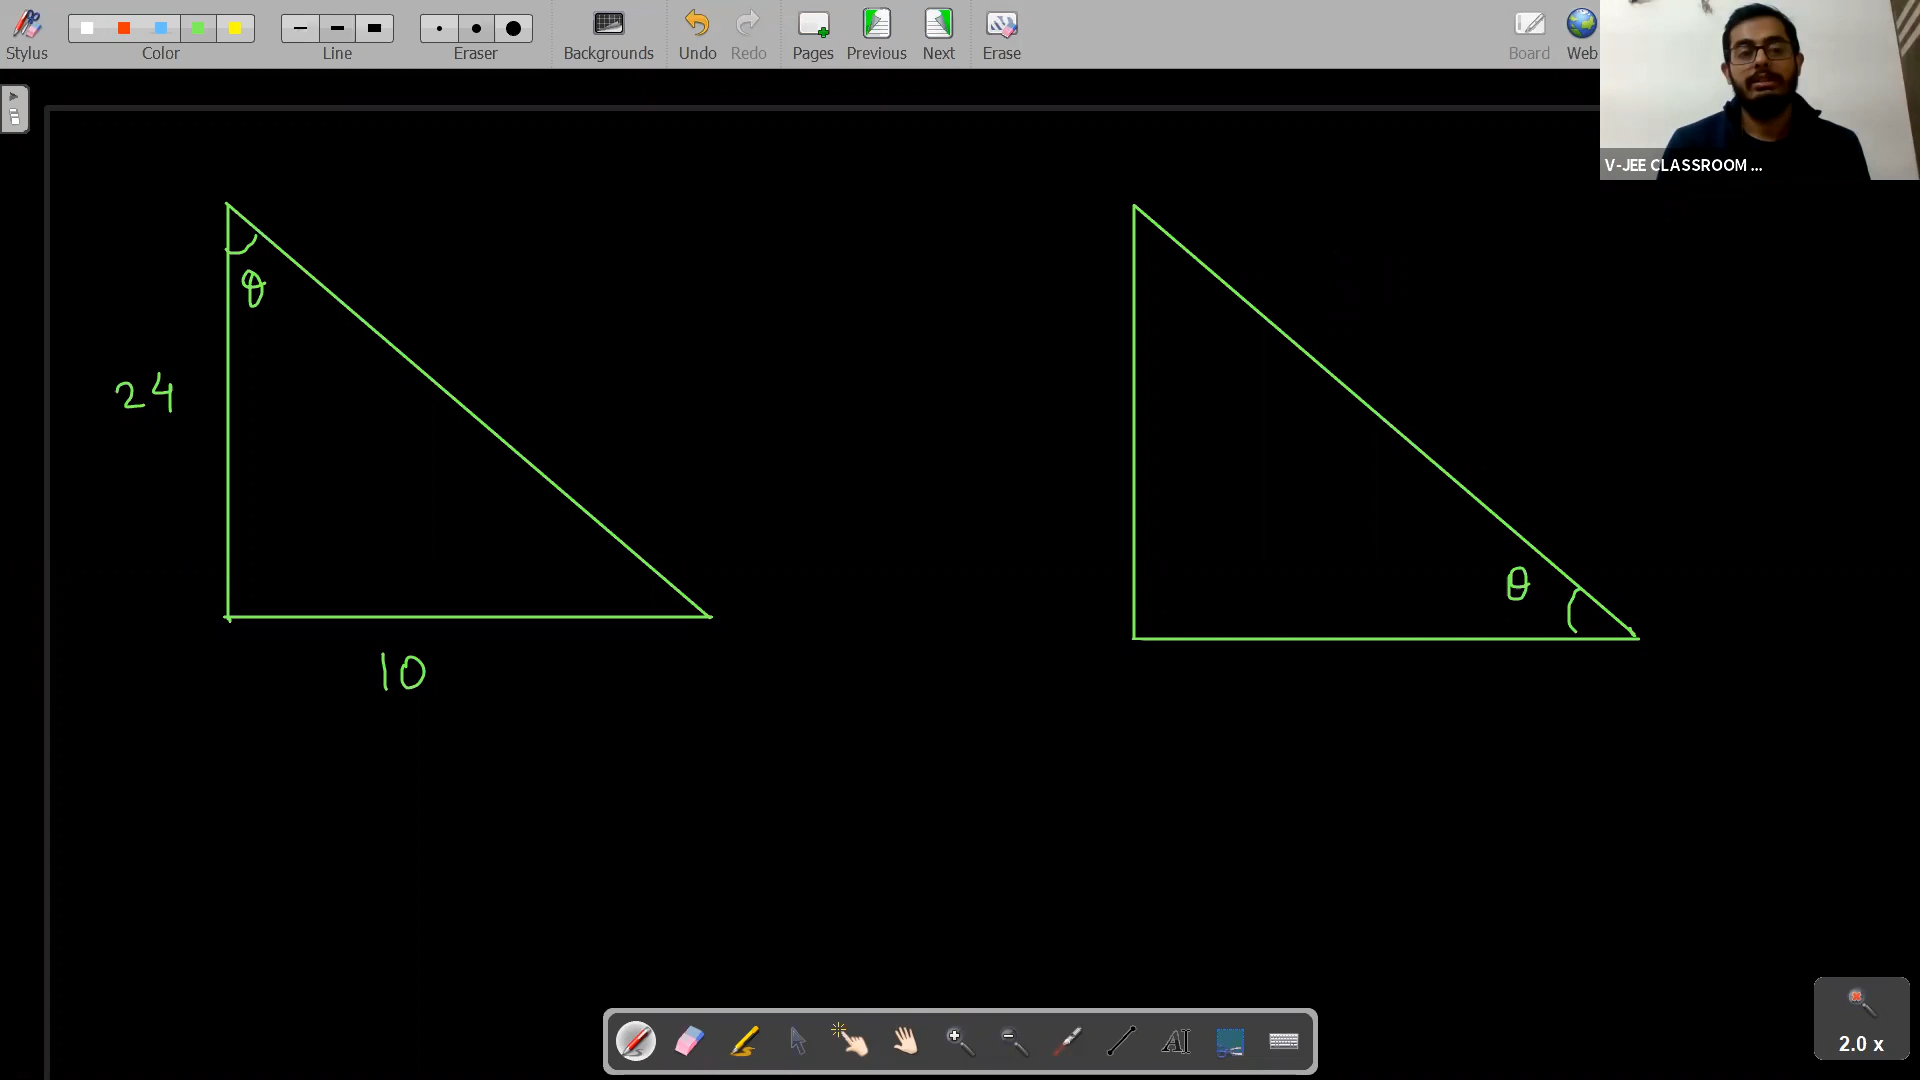 Stylus Color Line Eraser Backgrounds Undo Redo Pages Previous Next Erase Board Web
V-JEE CLASSROOM ...
θ
24
10
θ
2.0 x